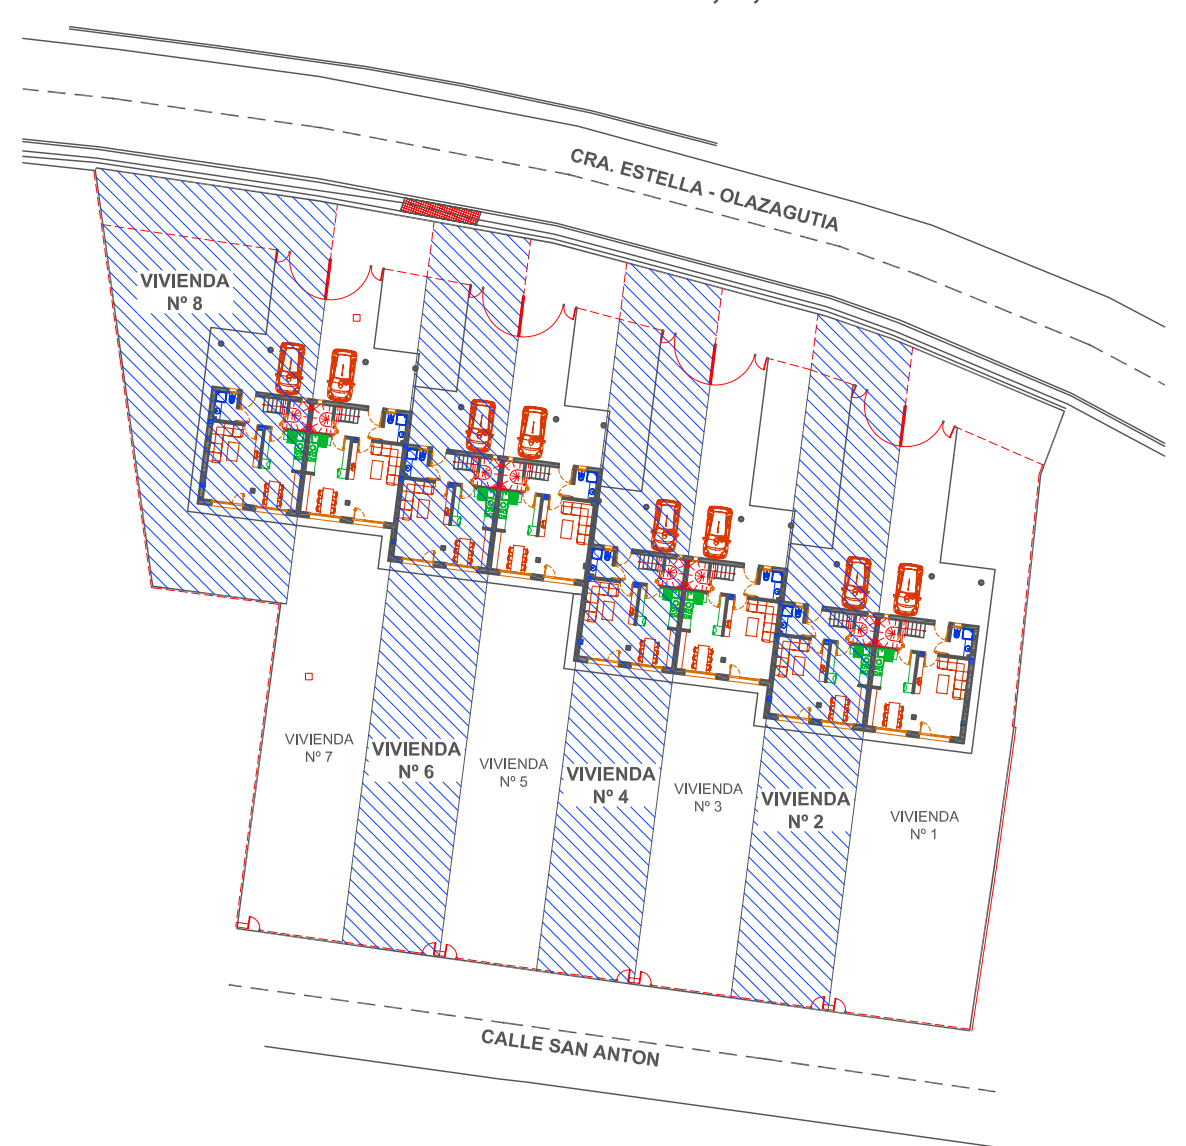 CRA. ESTELLA - OLAZAGUTIA
VIVIENDA
Nº 8
VIVIENDA
Nº 7
VIVIENDA
Nº 6
VIVIENDA
Nº 5
VIVIENDA
Nº 4
VIVIENDA
Nº 3
VIVIENDA
Nº 2
VIVIENDA
Nº 1
CALLE SAN ANTON